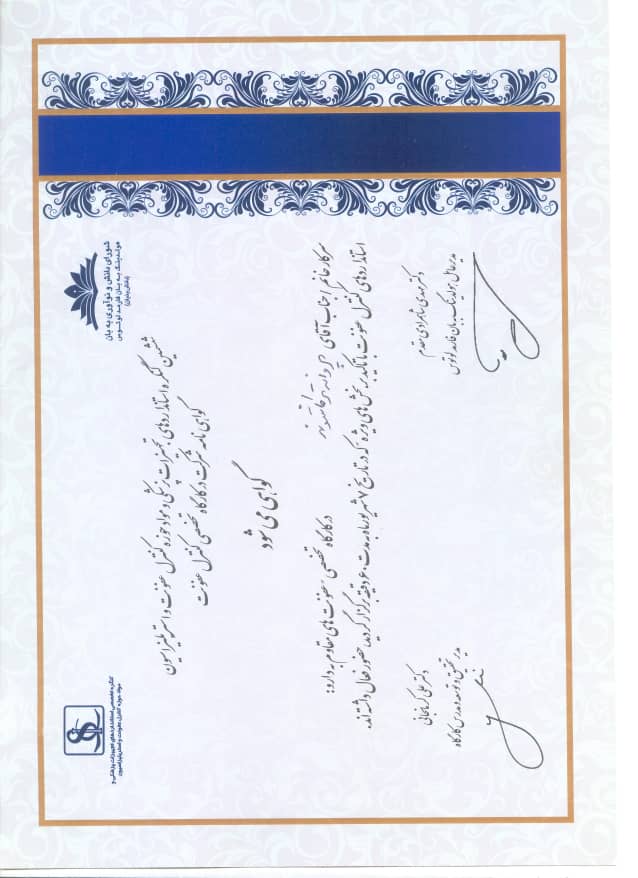 کنگره تخصصی استانداردهای تجهیزات پزشکی و
مواد حوزه کنترل عفونت و استریلیزاسیون
شورای دانش و نوآوری به بان
هولدینگ به بان فارمد لوتوس
(دانش بنیان)
ششمین کنگره استانداردهای تجهیزات پزشکی و مواد حوزه کنترل عفونت و استریلیزاسیون
گواهی نامه شرکت در کارگاه تخصصی کنترل عفونت
گواهی می شود
سرکار خانم / جناب آقای در کارگاه تخصصی "عفونت های مقاوم به دارو:
استانداردهای کنترل عفونت با تاکید بر بخش های ویژه" که در تاریخ ۷ شهریور ماه به مدت ۶۰ دقیقه برگزار گردید، حضور فعال داشته اند.
دکتر مهدی شاهمرادی مقدم
مدیرعامل هولدینگ به بان فارمد لوتوس
دکتر علی کرمانجانی
مدیر تحقیق و توسعه و مدرس کارگاه